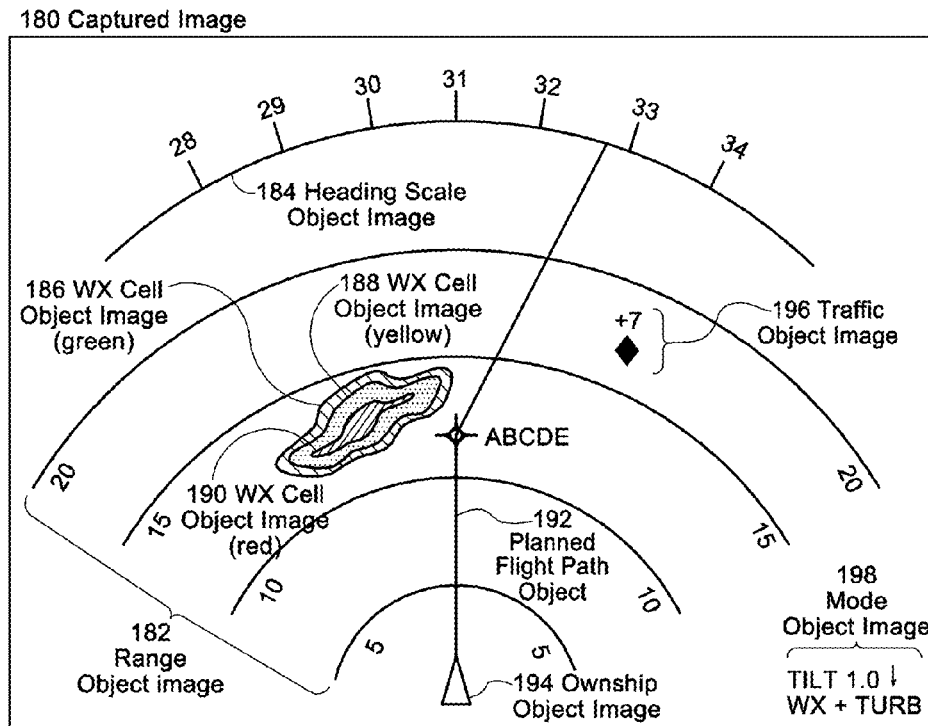 180 Captured Image
28
29
30
31
32
33
34
184 Heading Scale
Object Image
186 WX Cell
Object Image
(green)
188 WX Cell
Object Image
(yellow)
+7
196 Traffic
Object Image
ABCDE
190 WX Cell
Object Image
(red)
20
15
10
5
20
15
10
5
192
Planned
Flight Path
Object
182
Range
Object image
194 Ownship
Object Image
198
Mode
Object Image
TILT 1.0 ↓
WX + TURB